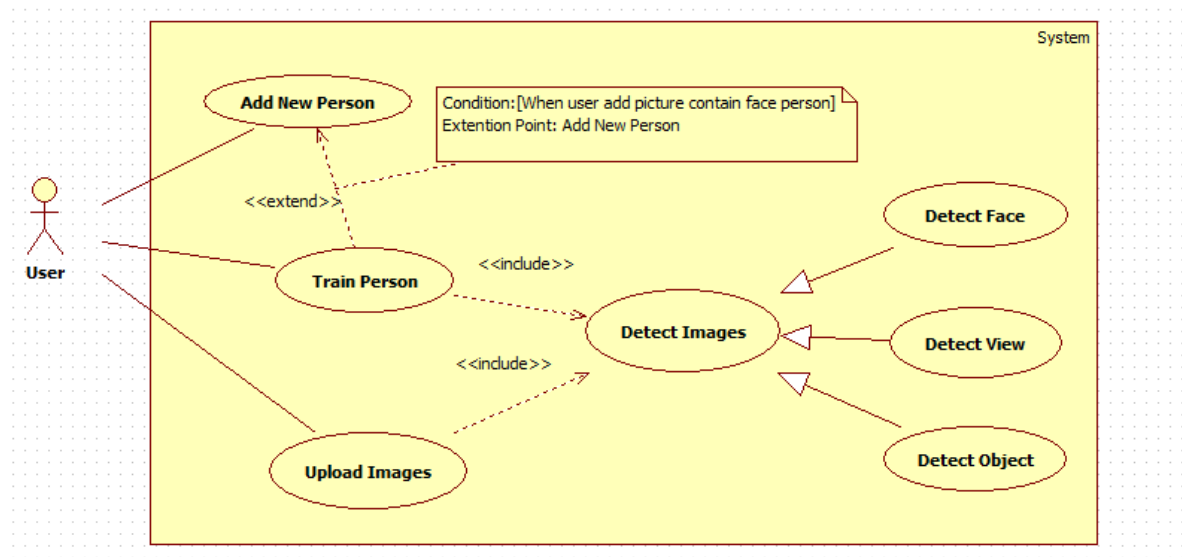 System
Add New Person
Condition:[When user add picture contain face person]
Extention Point: Add New Person
<<extend>>
Detect Face
User
Train Person
<<include>>
Detect Images
Detect View
<<include>>
Upload Images
Detect Object